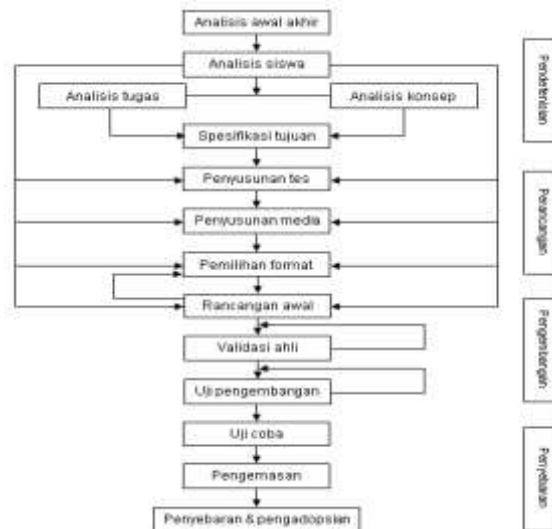 Analisis awal akhir
Analisis siswa
Analisis tugas
Analisis konsep
Spesifikasi tujuan
Penyusunan tes
Penyusunan media
Pemilihan format
Rancangan awal
Validasi ahli
Uji pengembangan
Uji coba
Pengemasan
Penyebaran & pengadopsian
Pendefenisian
Perancangan
Pengembangan
Penyebaran